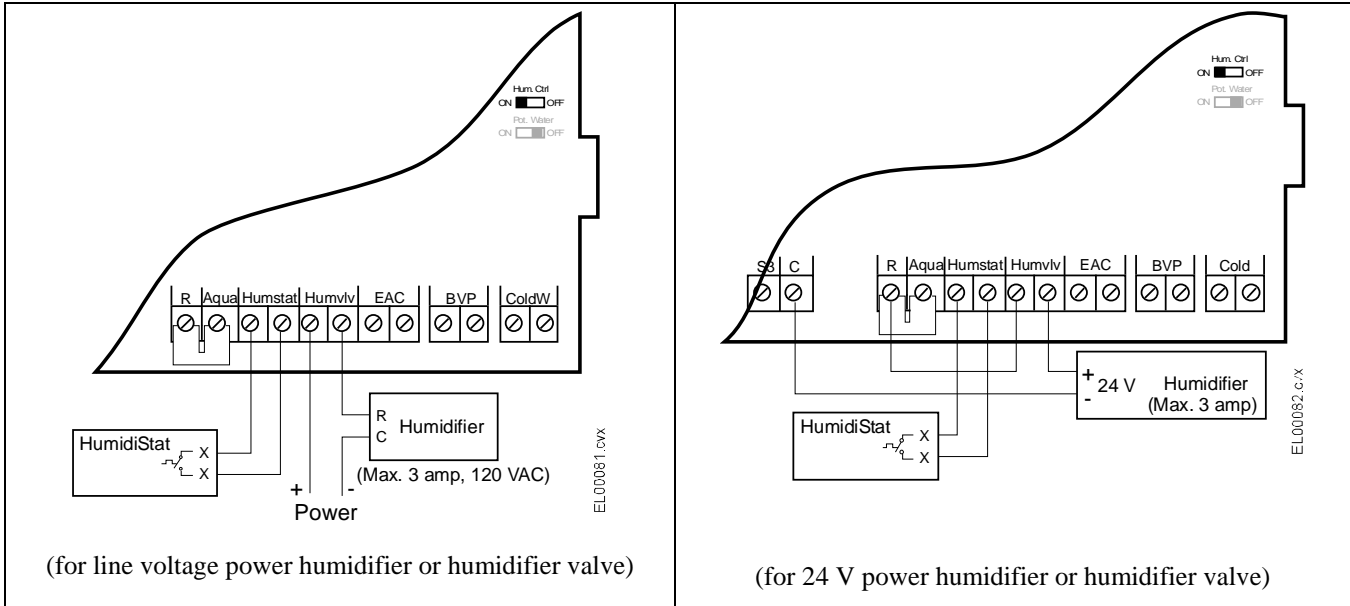 Hum. Ctrl
ON OFF
Pot. Water
ON OFF
R Aqua Humstat Humvlv EAC BVP ColdW
R
C
Humidifier
HumidiStat
X
X
(Max. 3 amp, 120 VAC)
+ -
Power
EL00081.cvx
(for line voltage power humidifier or humidifier valve)
Hum. Ctrl
ON OFF
Pot. Water
ON OFF
S3 C R Aqua Humstat Humvlv EAC BVP Cold
+
-
24 V
Humidifier
(Max. 3 amp)
HumidiStat
X
X
EL00082.c/x
(for 24 V power humidifier or humidifier valve)